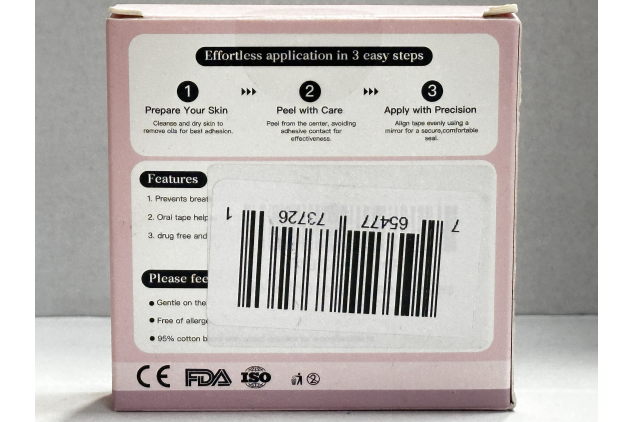 Effortless application in 3 easy steps
1 2 3
Prepare Your Skin
Cleanse and dry skin to
remove oils for best adhesion.
Peel with Care
Peel from the center, avoiding
adhesive contact for
effectiveness.
Apply with Precision
Align tape evenly using a
mirror for a secure,comfortable
seal.
Features
1. Prevents
2. Oral tape
3. drug free and
Please
● Gentle on the
● Free of
● 95% cotton
7 65477 73726 1
CE FDA ISO